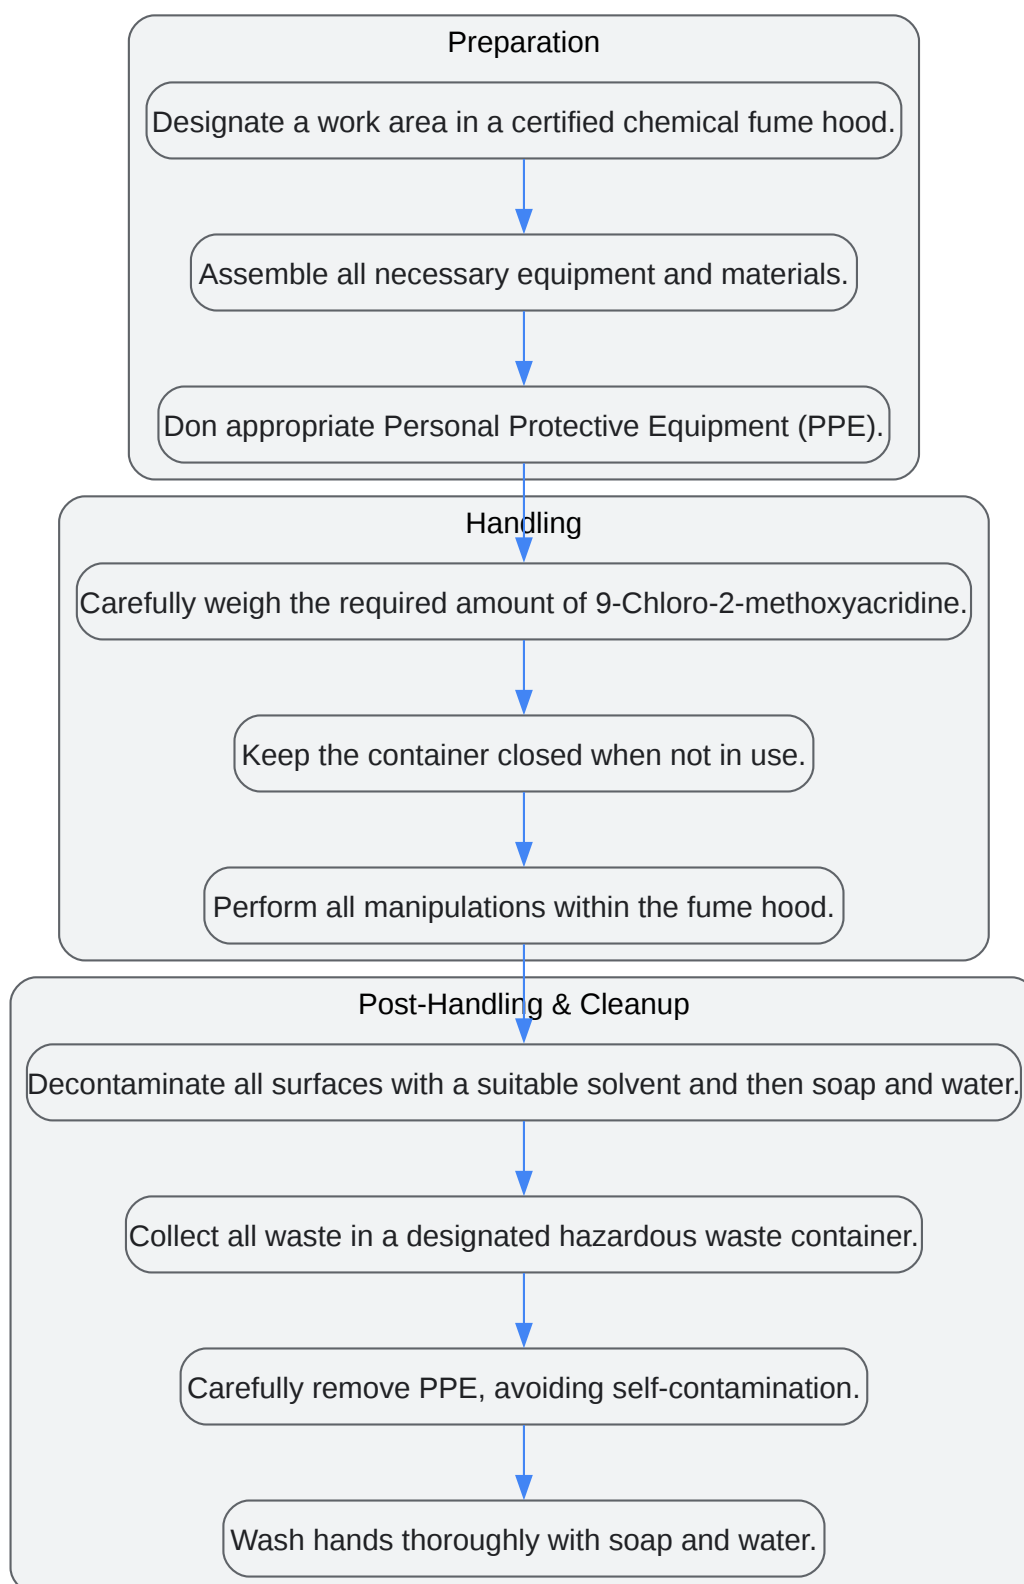 Preparation
Designate a work area in a certified chemical fume hood.
Assemble all necessary equipment and materials.
Don appropriate Personal Protective Equipment (PPE).
Handling
Carefully weigh the required amount of 9-Chloro-2-methoxyacridine.
Keep the container closed when not in use.
Perform all manipulations within the fume hood.
Post-Handling & Cleanup
Decontaminate all surfaces with a suitable solvent and then soap and water.
Collect all waste in a designated hazardous waste container.
Carefully remove PPE, avoiding self-contamination.
Wash hands thoroughly with soap and water.